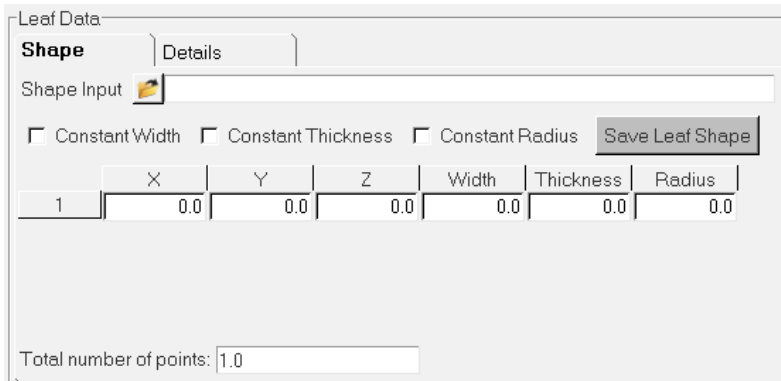 Leaf Data
Shape Details
Shape Input
Constant Width Constant Thickness Constant Radius Save Leaf Shape
X Y Z Width Thickness Radius
1 0.0 0.0 0.0 0.0 0.0 0.0
Total number of points: 1.0